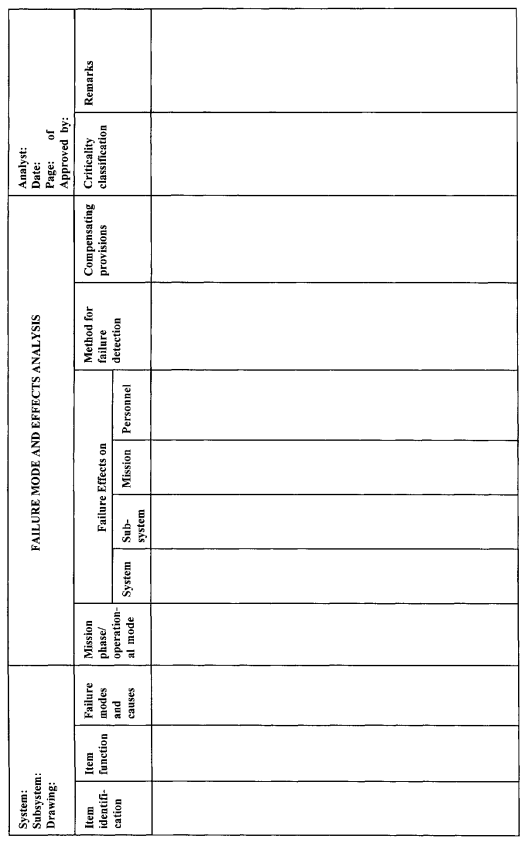 System:
Subsystem:
Drawing:
FAILURE MODE AND EFFECTS ANALYSIS
Analyst:
Date:
Page: of
Approved by:
Item
identifi-
cation
Item
function
Failure
modes
and
causes
Mission
phase/
operation-
al mode
Failure Effects on
System
Sub-
system
Mission
Personnel
Method for
failure
detection
Compensating
provisions
Criticality
classification
Remarks